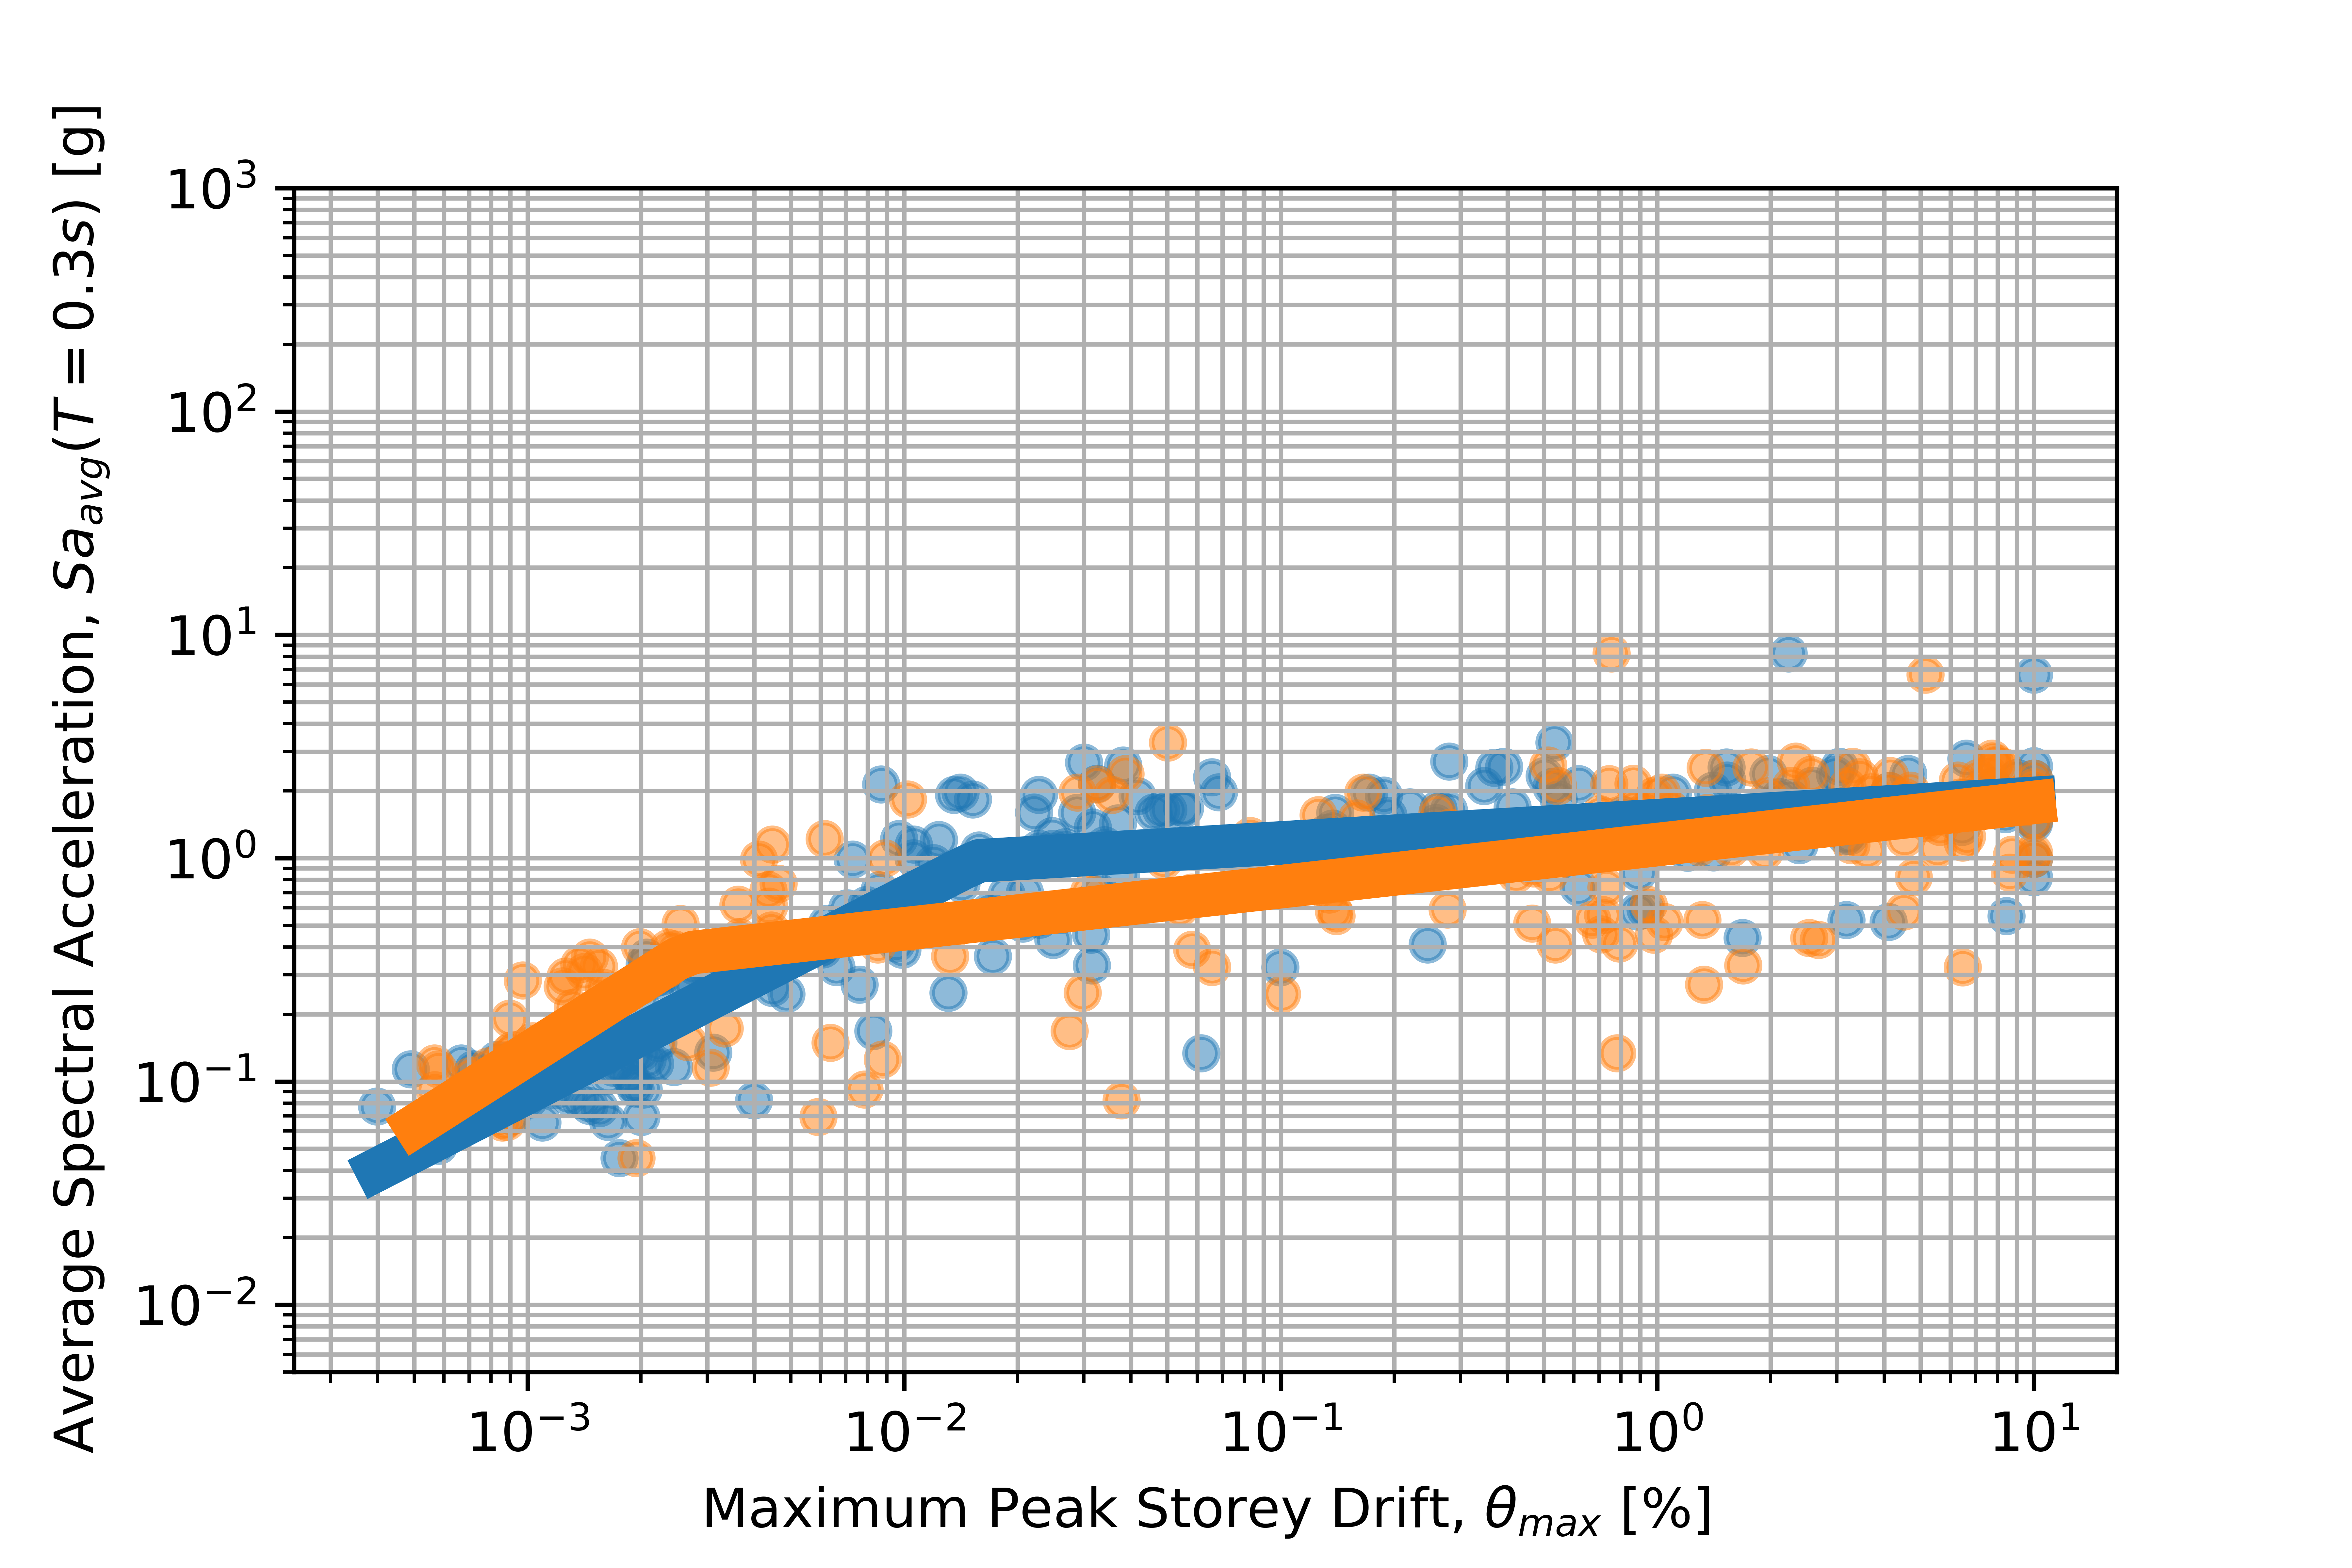 Average Spectral Acceleration, Sa_avg(T = 0.3s) [g]
10^3
10^2
10^1
10^0
10^-1
10^-2
10^-3 10^-2 10^-1 10^0 10^1
Maximum Peak Storey Drift, θ_max [%]